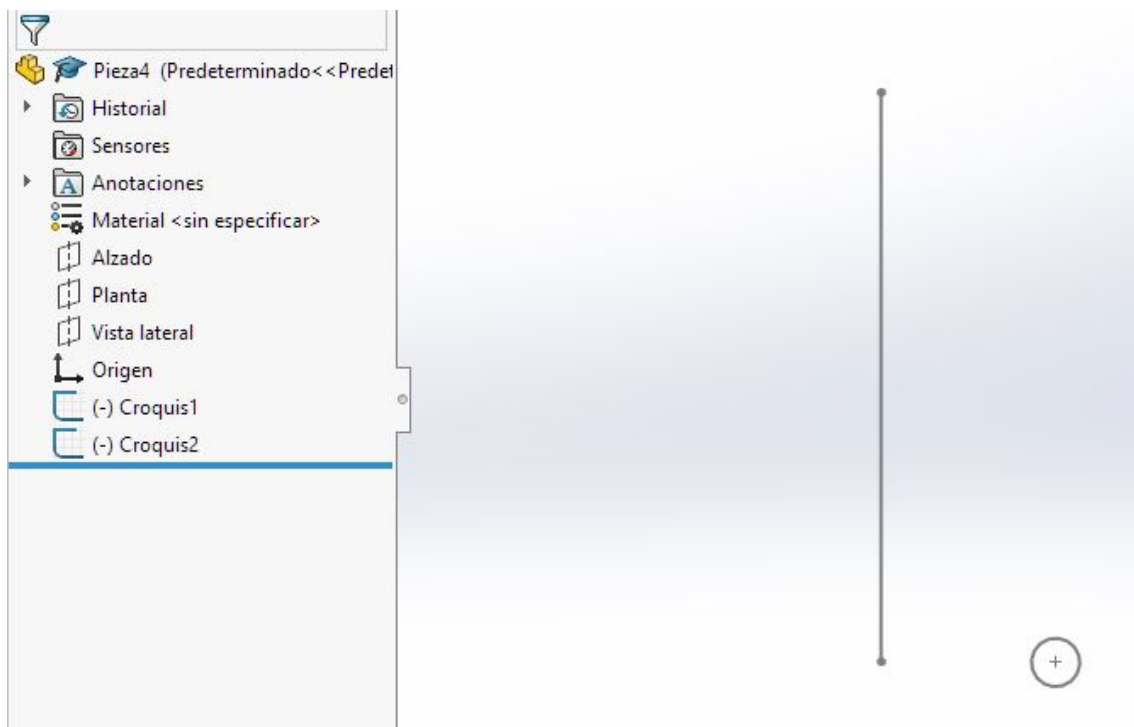 Pieza4 (Predeterminado<<Predet
Historial
Sensores
A Anotaciones
Material <sin especificar>
Alzado
Planta
Vista lateral
Origen
(-) Croquis1
(-) Croquis2